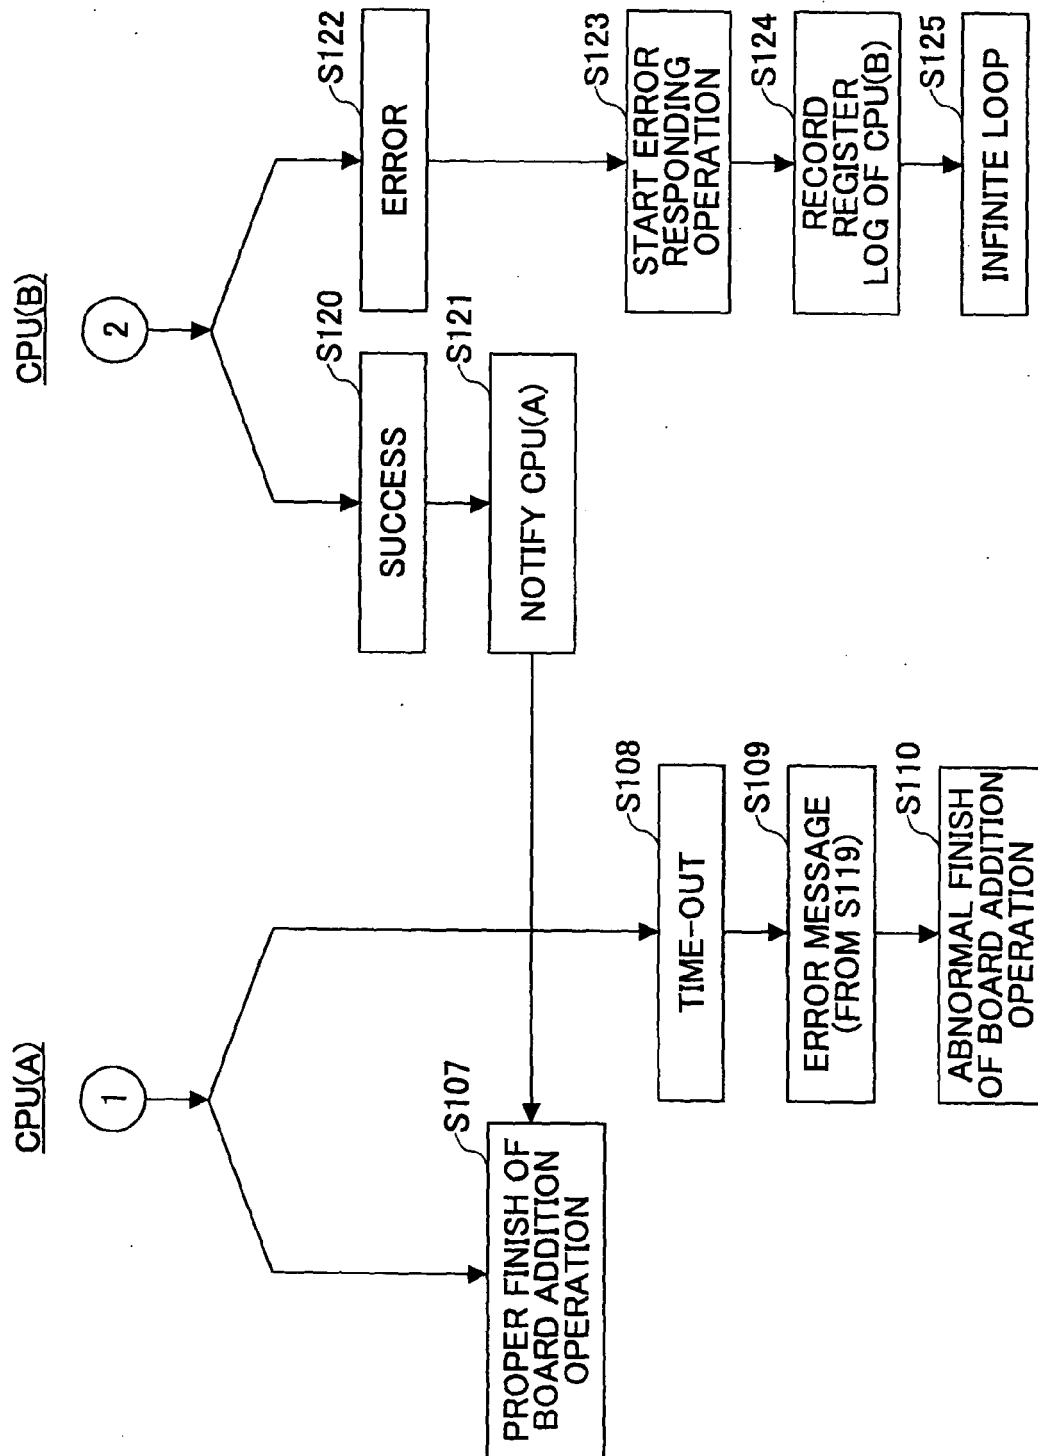 CPU(A)
1
S107
PROPER FINISH OF
BOARD ADDITION
OPERATION
S108
TIME-OUT
S109
ERROR MESSAGE
(FROM S119)
S110
ABNORMAL FINISH
OF BOARD ADDITION
OPERATION
CPU(B)
2
S120
SUCCESS
S121
NOTIFY CPU(A)
S122
ERROR
S123
START ERROR
RESPONDING
OPERATION
S124
RECORD
REGISTER
LOG OF CPU(B)
S125
INFINITE LOOP